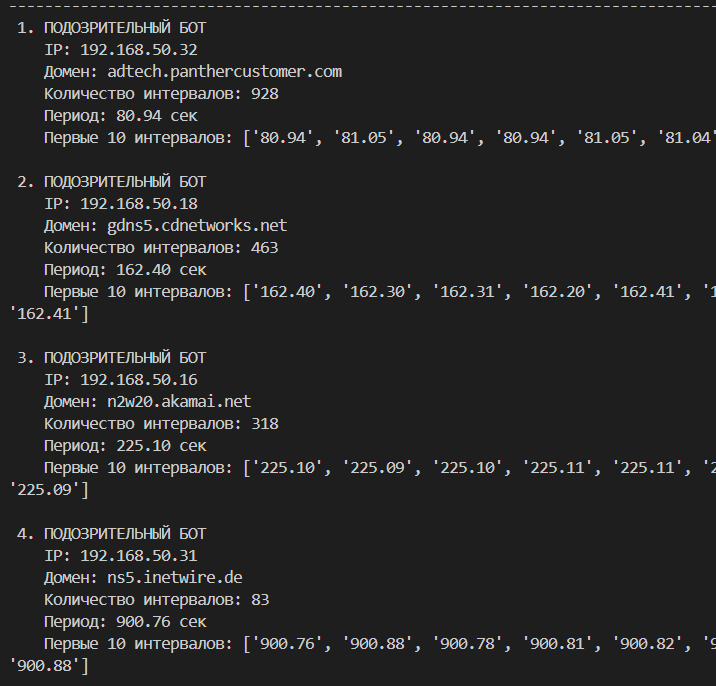 --------------------------------------------------------------------------------
1. ПОДОЗРИТЕЛЬНЫЙ БОТ
IP: 192.168.50.32
Домен: adtech.panthercustomer.com
Количество интервалов: 928
Период: 80.94 сек
Первые 10 интервалов: ['80.94', '81.05', '80.94', '80.94', '81.05', '81.04'
2. ПОДОЗРИТЕЛЬНЫЙ БОТ
IP: 192.168.50.18
Домен: gdns5.cdnetworks.net
Количество интервалов: 463
Период: 162.40 сек
Первые 10 интервалов: ['162.40', '162.30', '162.31', '162.20', '162.41',
'162.41']
3. ПОДОЗРИТЕЛЬНЫЙ БОТ
IP: 192.168.50.16
Домен: n2w20.akamai.net
Количество интервалов: 318
Период: 225.10 сек
Первые 10 интервалов: ['225.10', '225.09', '225.10', '225.11', '225.11',
'225.09']
4. ПОДОЗРИТЕЛЬНЫЙ БОТ
IP: 192.168.50.31
Домен: ns5.inetwire.de
Количество интервалов: 83
Период: 900.76 сек
Первые 10 интервалов: ['900.76', '900.88', '900.78', '900.81', '900.82',
'900.88']